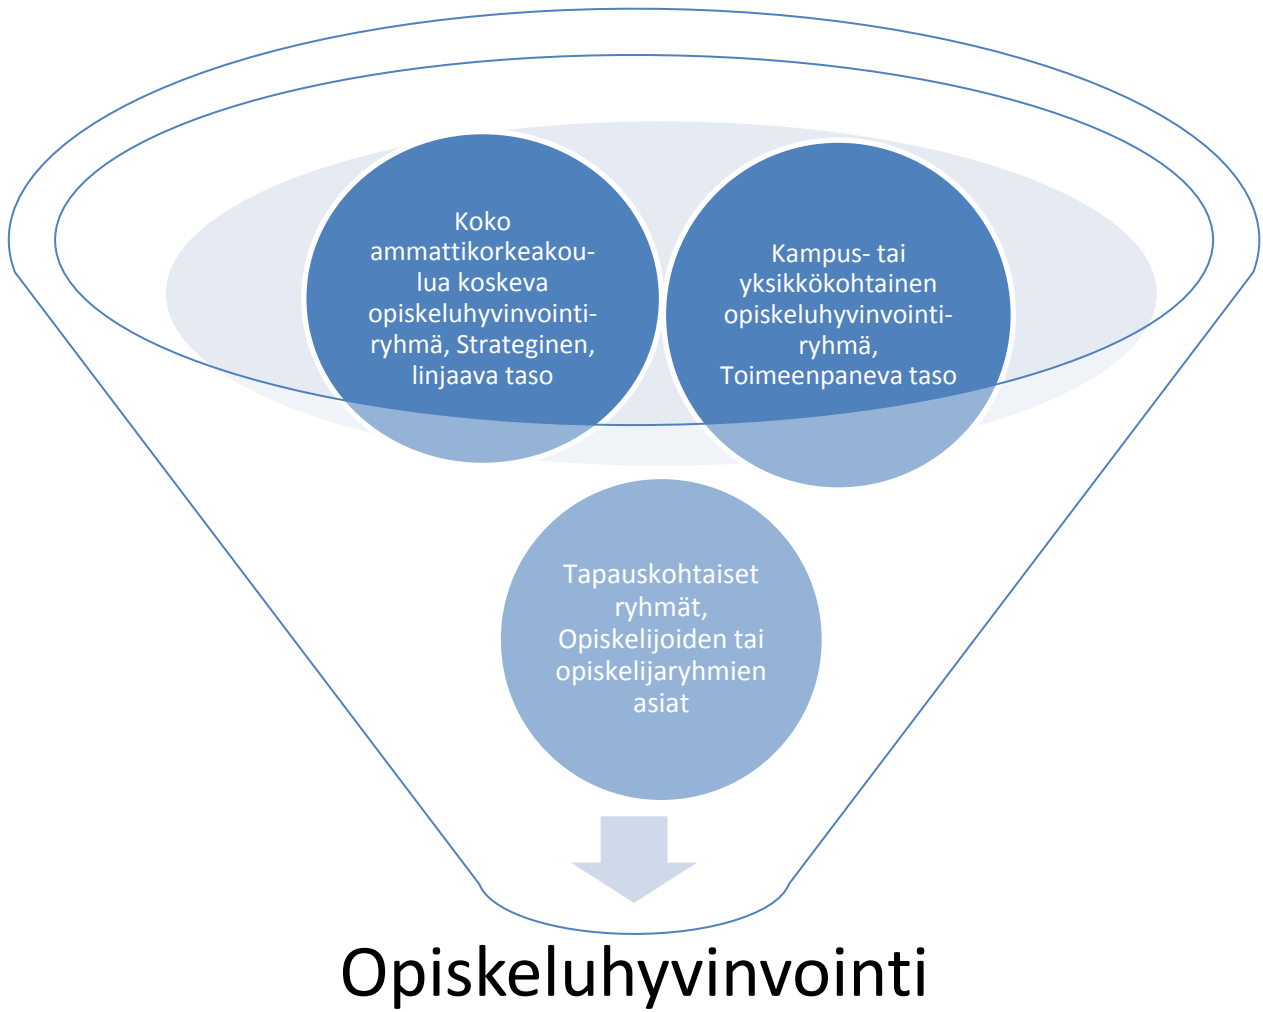 Koko
ammattikorkeakou-
lua koskeva
opiskeluhyvinvointi-
ryhmä, Strateginen,
linjaava taso
Kampus- tai
yksikkökohtainen
opiskeluhyvinvointi-
ryhmä,
Toimeenpaneva taso
Tapauskohtaiset
ryhmät,
Opiskelijoiden tai
opiskelijaryhmien
asiat
Opiskeluhyvinvointi